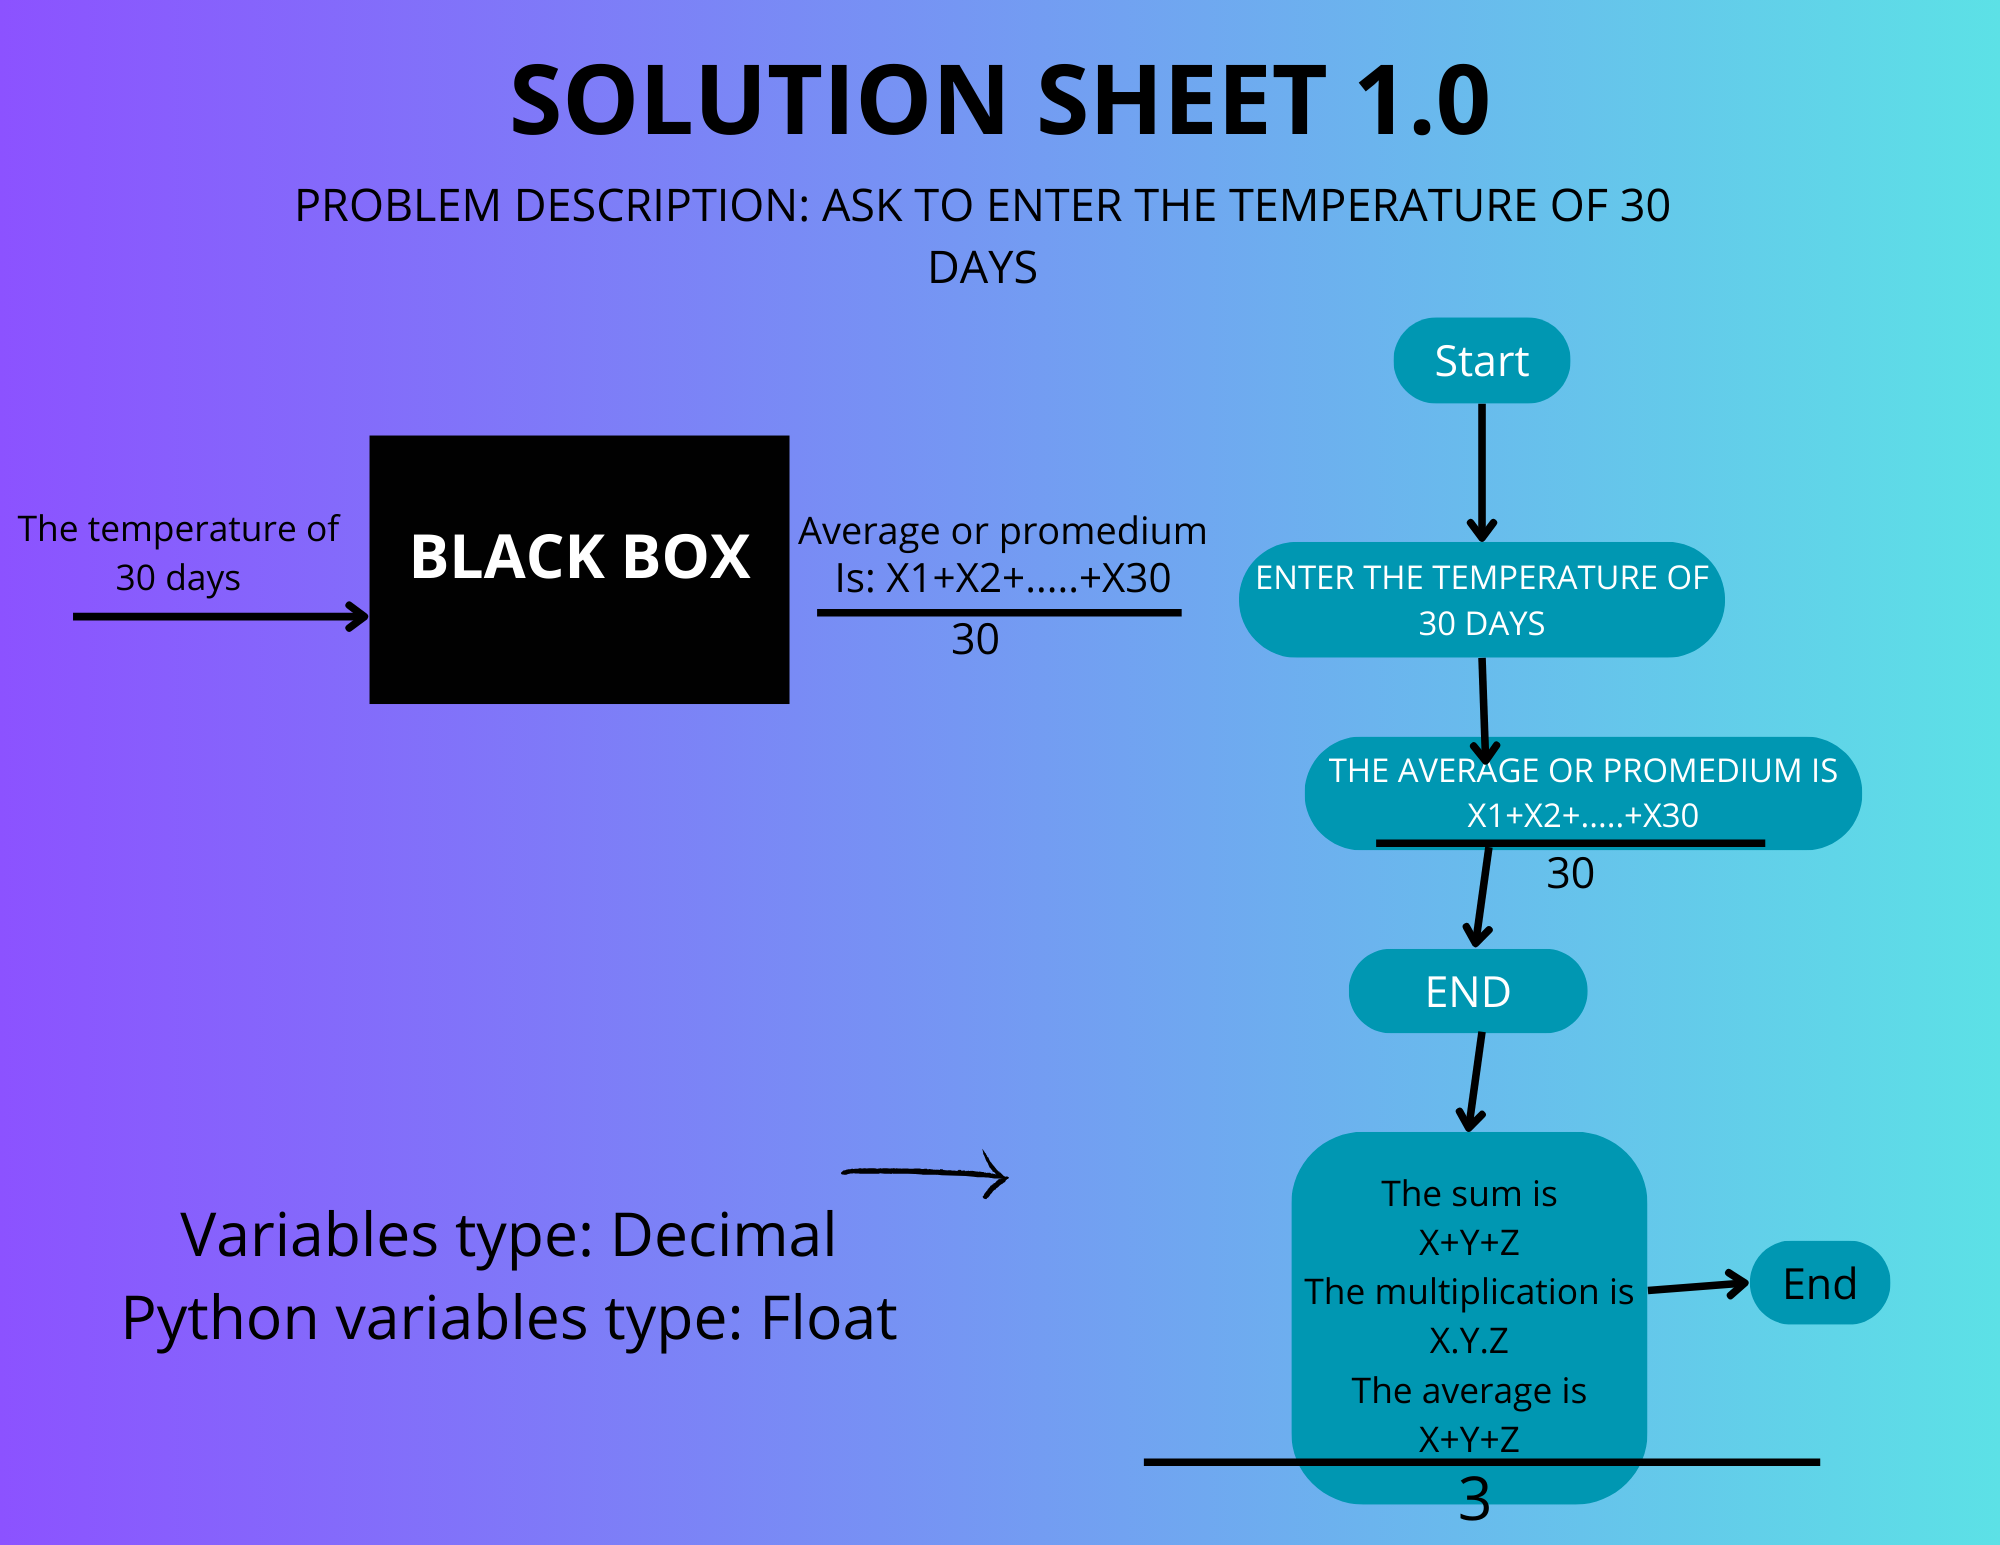 SOLUTION SHEET 1.0
PROBLEM DESCRIPTION: ASK TO ENTER THE TEMPERATURE OF 30
DAYS
The temperature of
30 days
BLACK BOX
Average or promedium
Is: X1+X2+.....+X30
30
Start
ENTER THE TEMPERATURE OF
30 DAYS
THE AVERAGE OR PROMEDIUM IS
X1+X2+.....+X30
30
END
Variables type: Decimal
Python variables type: Float
The sum is
X+Y+Z
The multiplication is
X.Y.Z
The average is
X+Y+Z
3
End